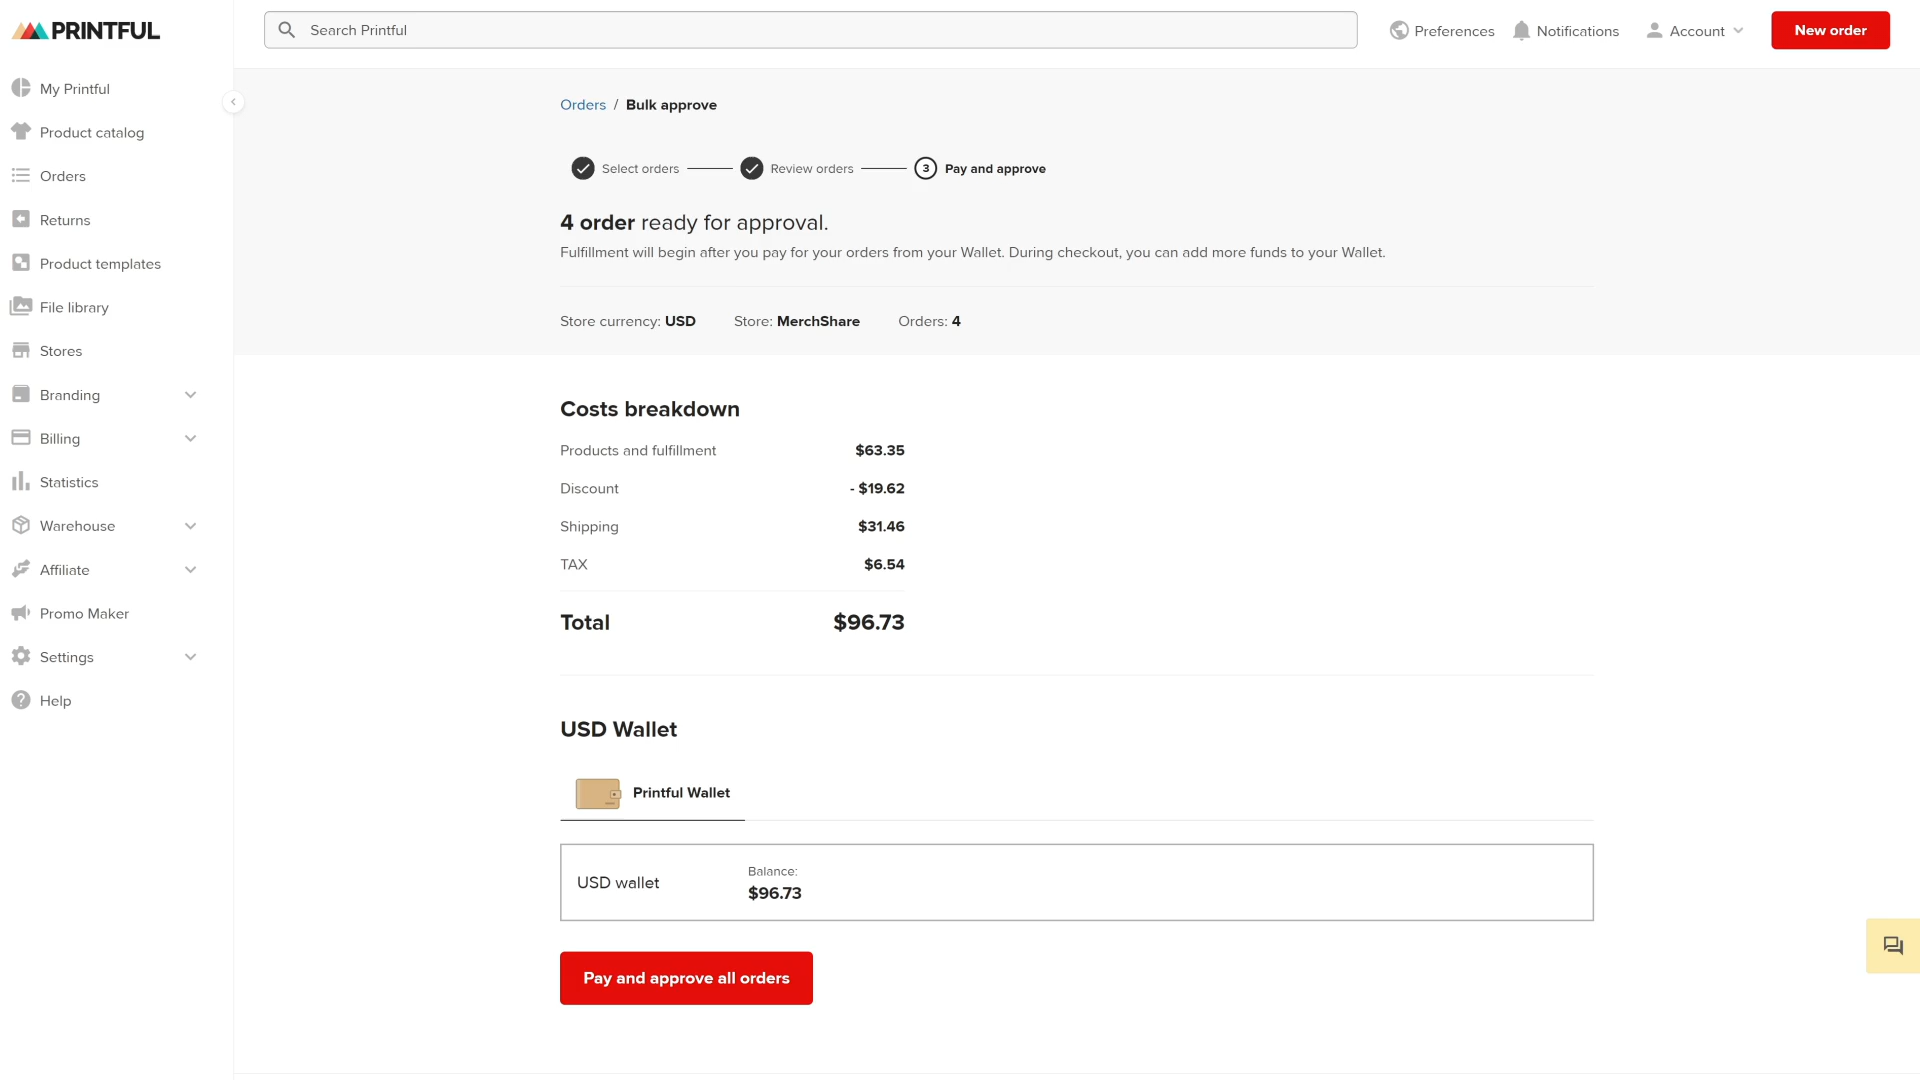 PRINTFUL
Search Printful
Preferences
Notifications
Account
New order
My Printful
Product catalog
Orders
Returns
Product templates
File library
Stores
Branding
Billing
Statistics
Warehouse
Affiliate
Promo Maker
Settings
Help
Orders / Bulk approve
Select orders
Review orders
3 Pay and approve
4 order ready for approval.
Fulfillment will begin after you pay for your orders from your Wallet. During checkout, you can add more funds to your Wallet.
Store currency: USD
Store: MerchShare
Orders: 4
Costs breakdown
Products and fulfillment $63.35
Discount - $19.62
Shipping $31.46
TAX $6.54
Total $96.73
USD Wallet
Printful Wallet
USD wallet
Balance:
$96.73
Pay and approve all orders